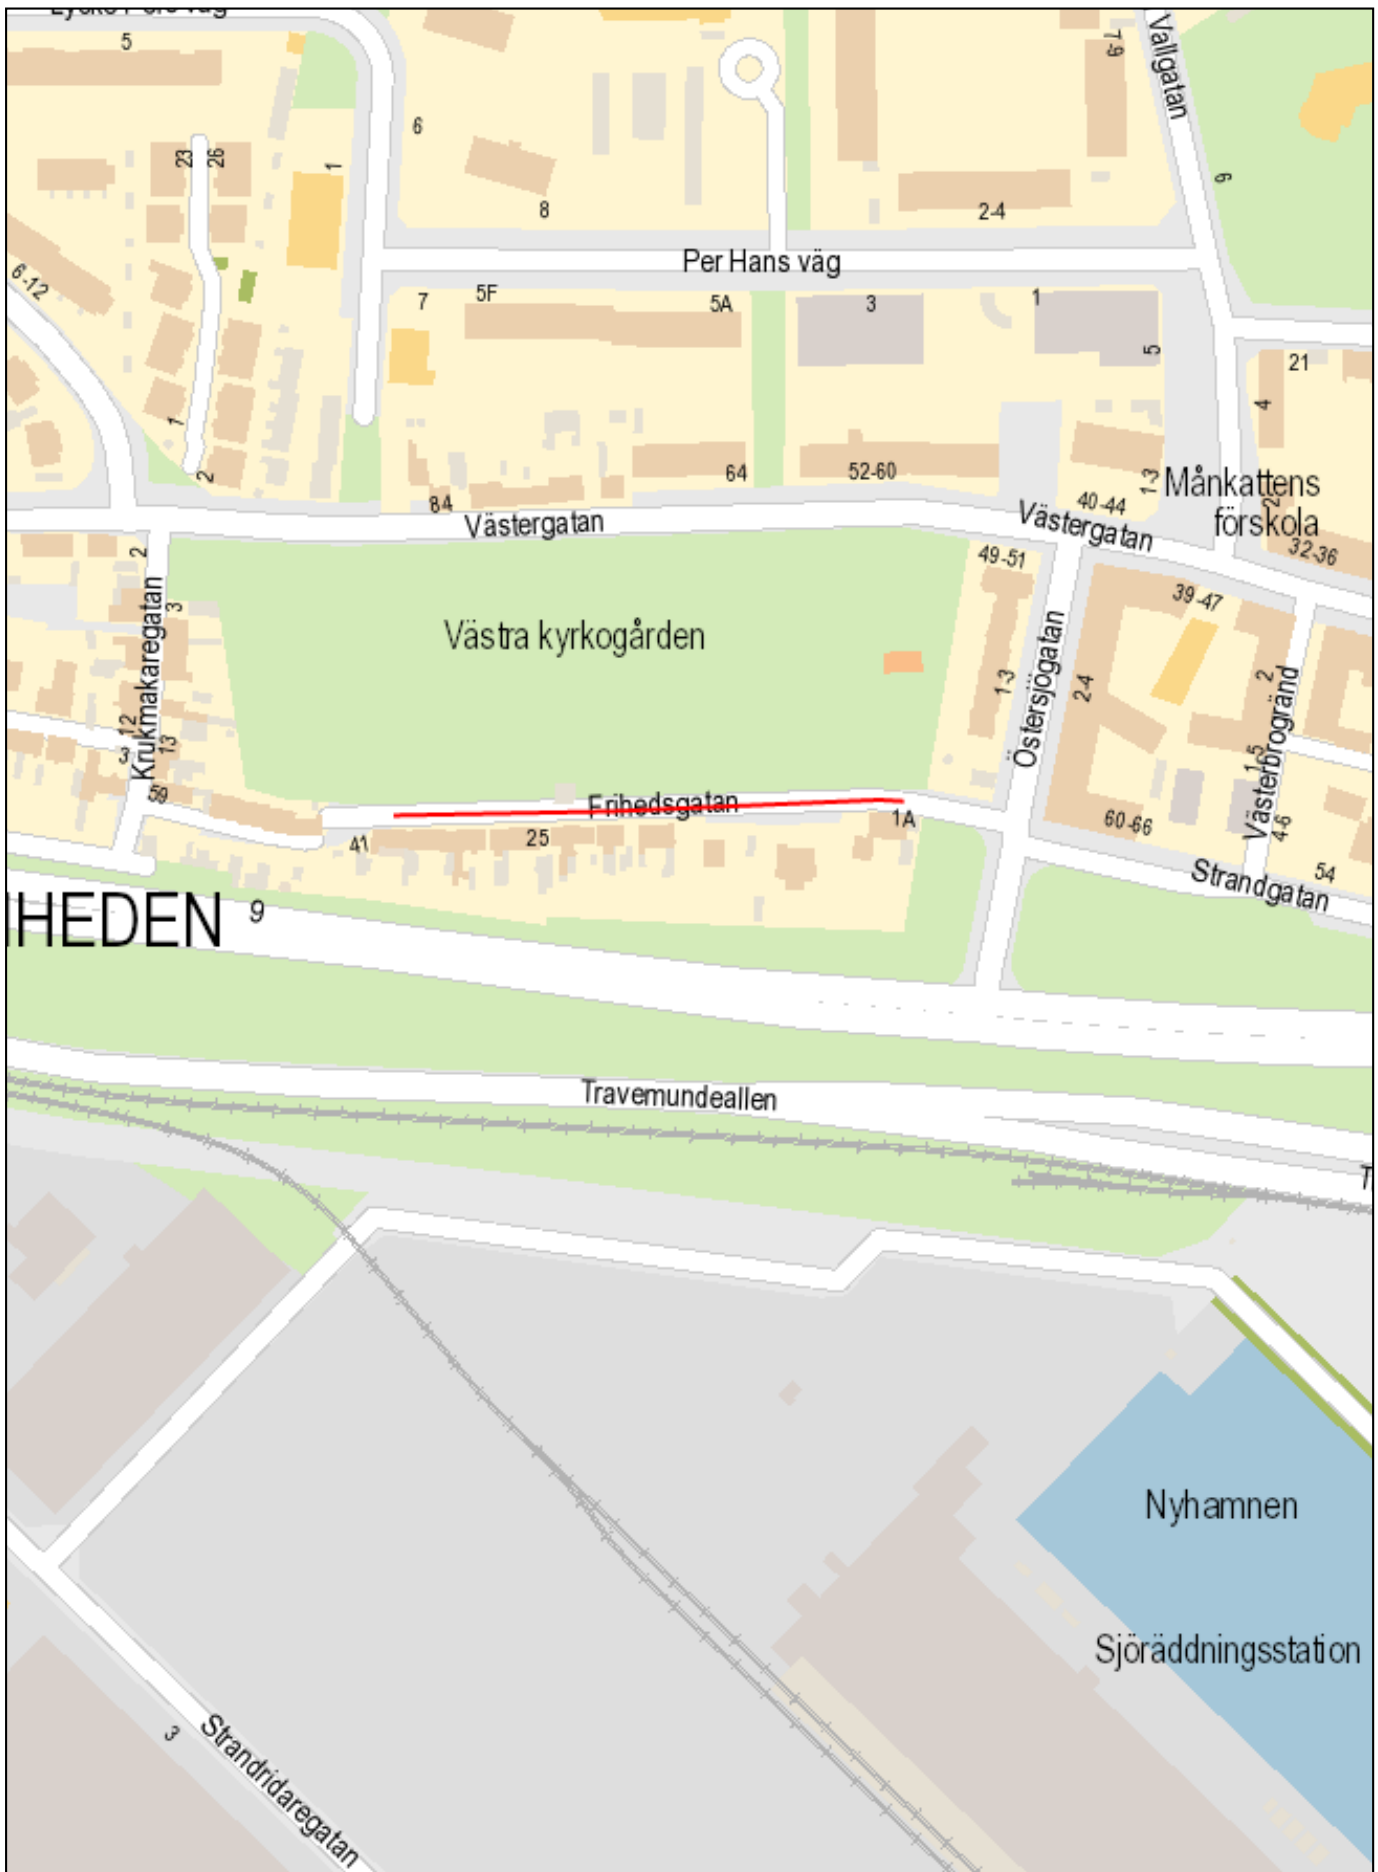 5
Vallgatan
7-9
6
23
26
1
6
8
2-4
Per Hans väg
6-12
7
5F
5A
3
1
5
21
4
1
2
84
64
52-60
1-3
Månkattens
förskola
2
40-44
Västergatan
Västergatan
32-36
2
3
49-51
39-47
Krukmakaregatan
Västra kyrkogården
Östersjögatan
1-3
2-4
2
Västerbrogränd
1-5
12
3
13
59
Frihedsgatan
1A
41
25
60-66
4-6
54
Strandgatan
IHEDEN
9
Travemundeallen
T
Nyhamnen
Sjöräddningsstation
3
Strandridaregatan